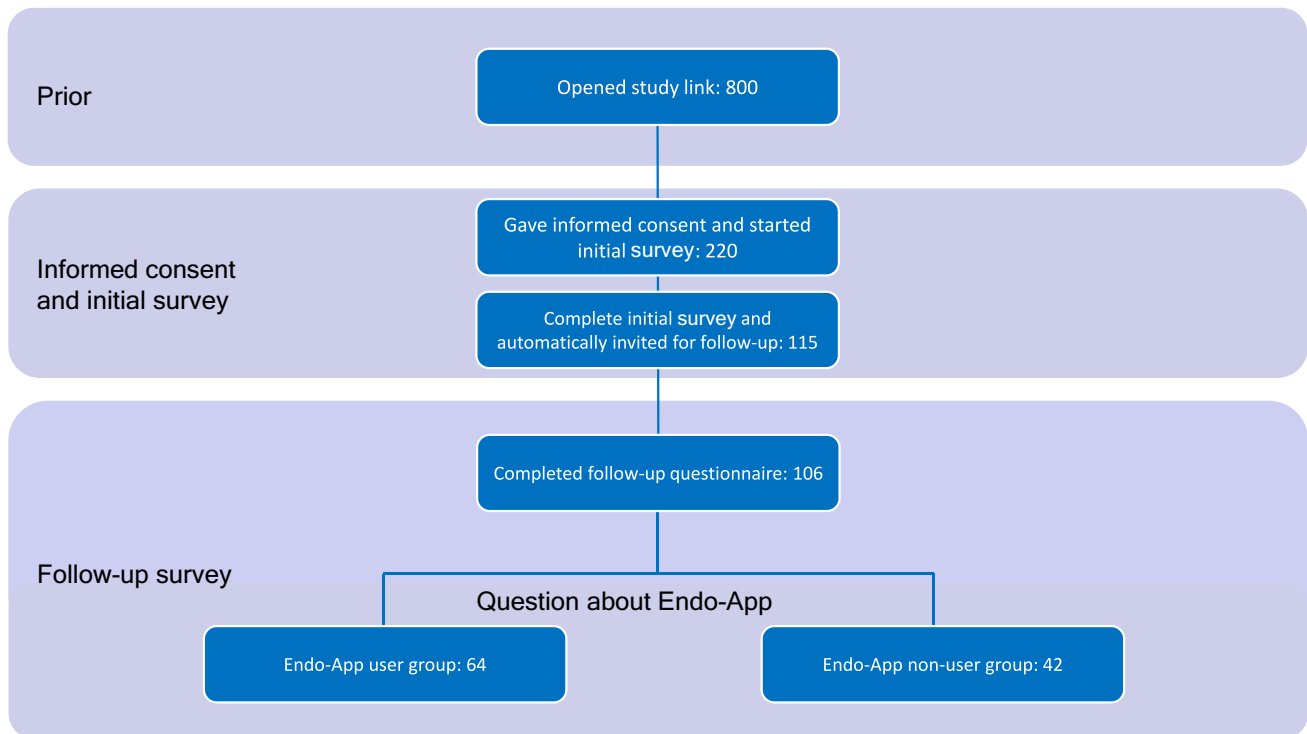 Prior
Opened study link: 800
Informed consent
and initial survey
Gave informed consent and started
initial survey: 220
Complete initial survey and
automatically invited for follow-up: 115
Follow-up survey
Completed follow-up questionnaire: 106
Question about Endo-App
Endo-App user group: 64
Endo-App non-user group: 42